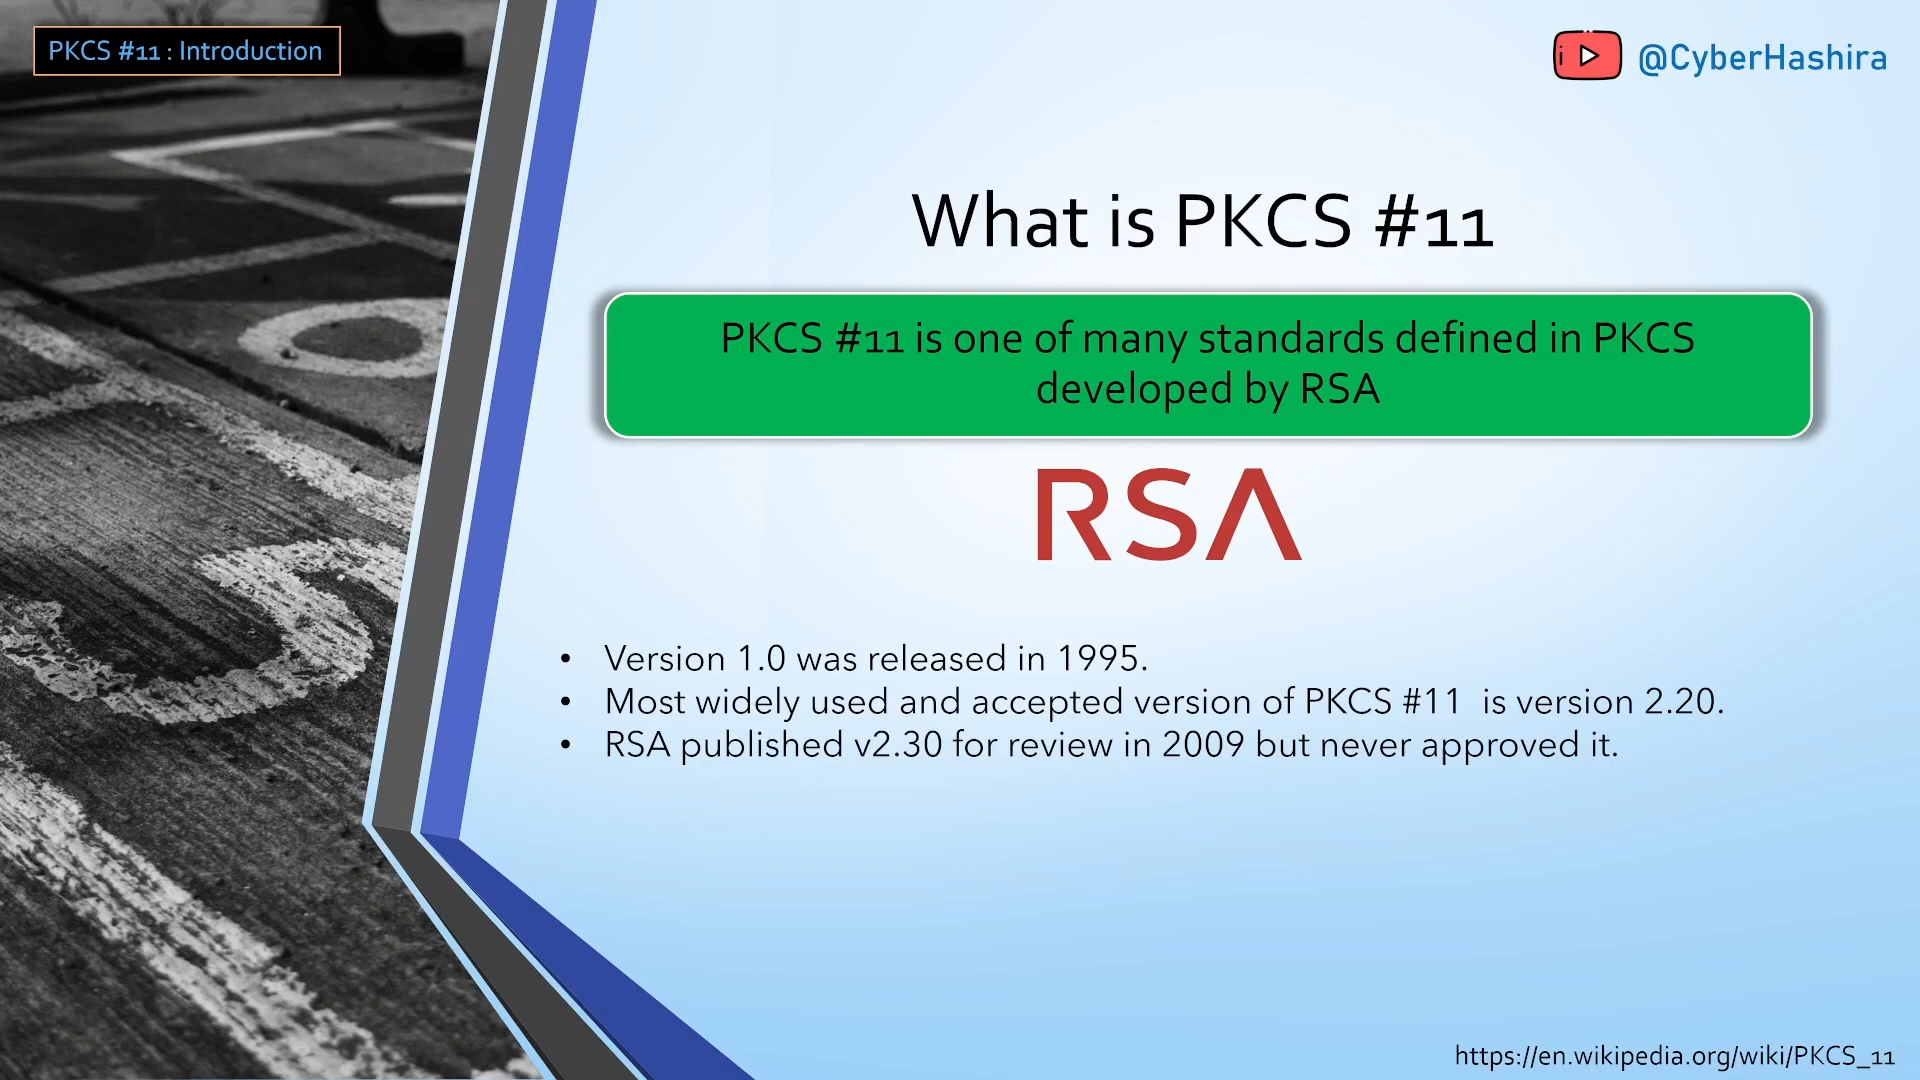 PKCS #11 : Introduction
@CyberHashira
What is PKCS #11
PKCS #11 is one of many standards defined in PKCS
developed by RSA
RSA
• Version 1.0 was released in 1995.
• Most widely used and accepted version of PKCS #11 is version 2.20.
• RSA published v2.30 for review in 2009 but never approved it.
https://en.wikipedia.org/wiki/PKCS_11